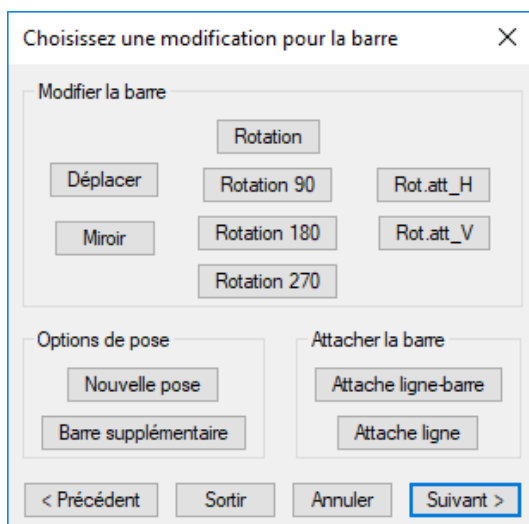 Choisissez une modification pour la barre
Modifier la barre
Rotation
Déplacer
Rotation 90
Rot.att_H
Miroir
Rotation 180
Rot.att_V
Rotation 270
Options de pose
Attacher la barre
Nouvelle pose
Attache ligne-barre
Barre supplémentaire
Attache ligne
< Précédent
Sortir
Annuler
Suivant >